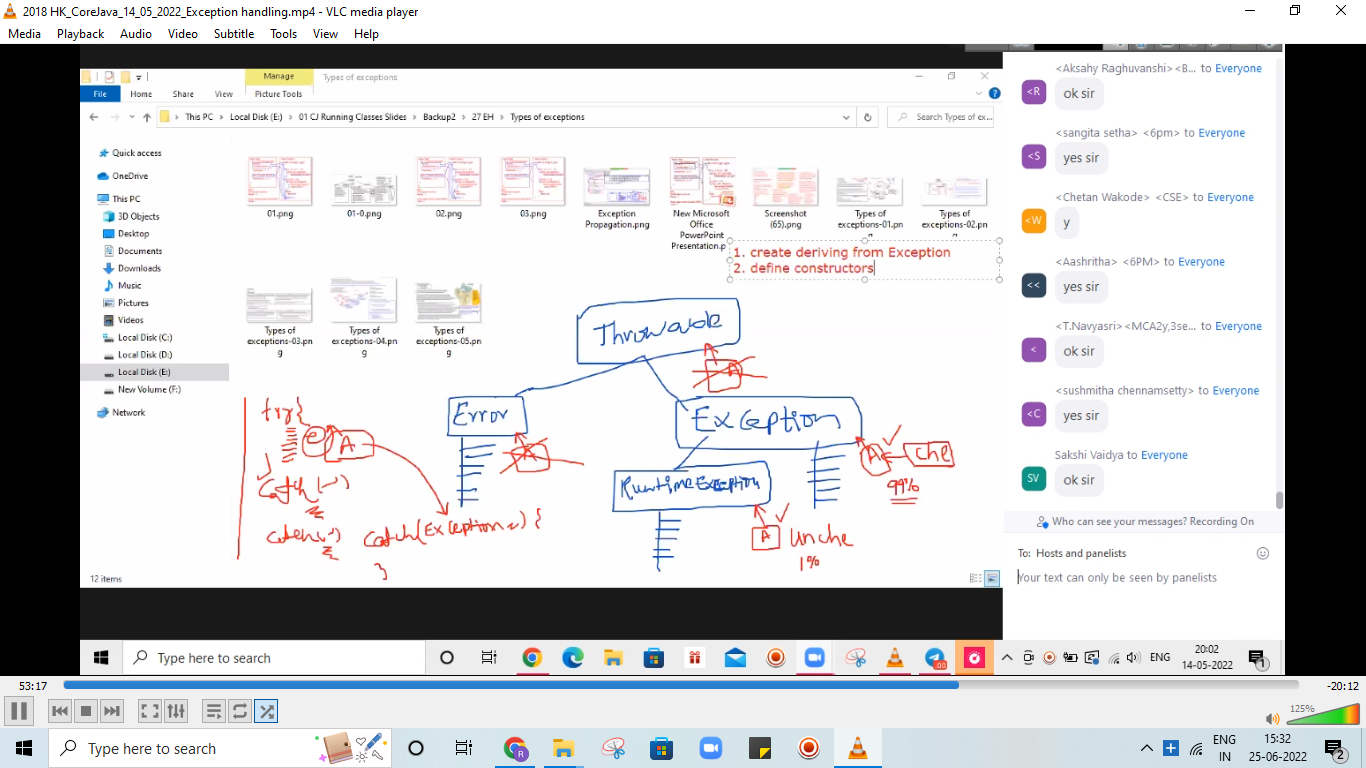 2018 HK_CoreJava_14_05_2022_Exception handling.mp4 - VLC media player
Media Playback Audio Video Subtitle Tools View Help
Manage
Types of exceptions
File Home Share View Picture Tools
This PC Local Disk (E:) 01 CJ Running Classes Slides Backup2 27 EH Types of exceptions
Search Types of ex...
Quick access
OneDrive
This PC
3D Objects
Desktop
Documents
Downloads
Music
Pictures
Videos
Local Disk (C:)
Local Disk (D:)
Local Disk (E:)
New Volume (F:)
Network
12 items
01.png
01-0.png
02.png
03.png
Exception
Propagation.png
New Microsoft
Office
PowerPoint
Presentation.p
Screenshot
(65).png
Types of
exceptions-01.pn
Types of
exceptions-02.pn
1. create deriving from Exception
2. define constructors
Types of
exceptions-03.pn
g
Types of
exceptions-04.pn
g
Types of
exceptions-05.pn
g
Throwable
A
Error
A
Exception
A
che
99%
RuntimeException
A
Unche
1%
try{
e A
catch(~)
catch(~)
catch(Exception e) {
}
<Aksahy Raghuvanshi><B... to Everyone
<R
ok sir
<sangita setha> <6pm> to Everyone
<S
yes sir
<Chetan Wakode> <CSE> to Everyone
<W
y
<Aashritha> <6PM> to Everyone
<<
yes sir
<T.Navyasri><MCA2y,3se... to Everyone
<
ok sir
<sushmitha chennamsetty> to Everyone
<C
yes sir
Sakshi Vaidya to Everyone
SV
ok sir
Who can see your messages? Recording On
To: Hosts and panelists
Your text can only be seen by panelists
Type here to search
ENG
20:02
14-05-2022
1
53:17
-20:12
125%
Type here to search
ENG
IN
15:32
25-06-2022
2